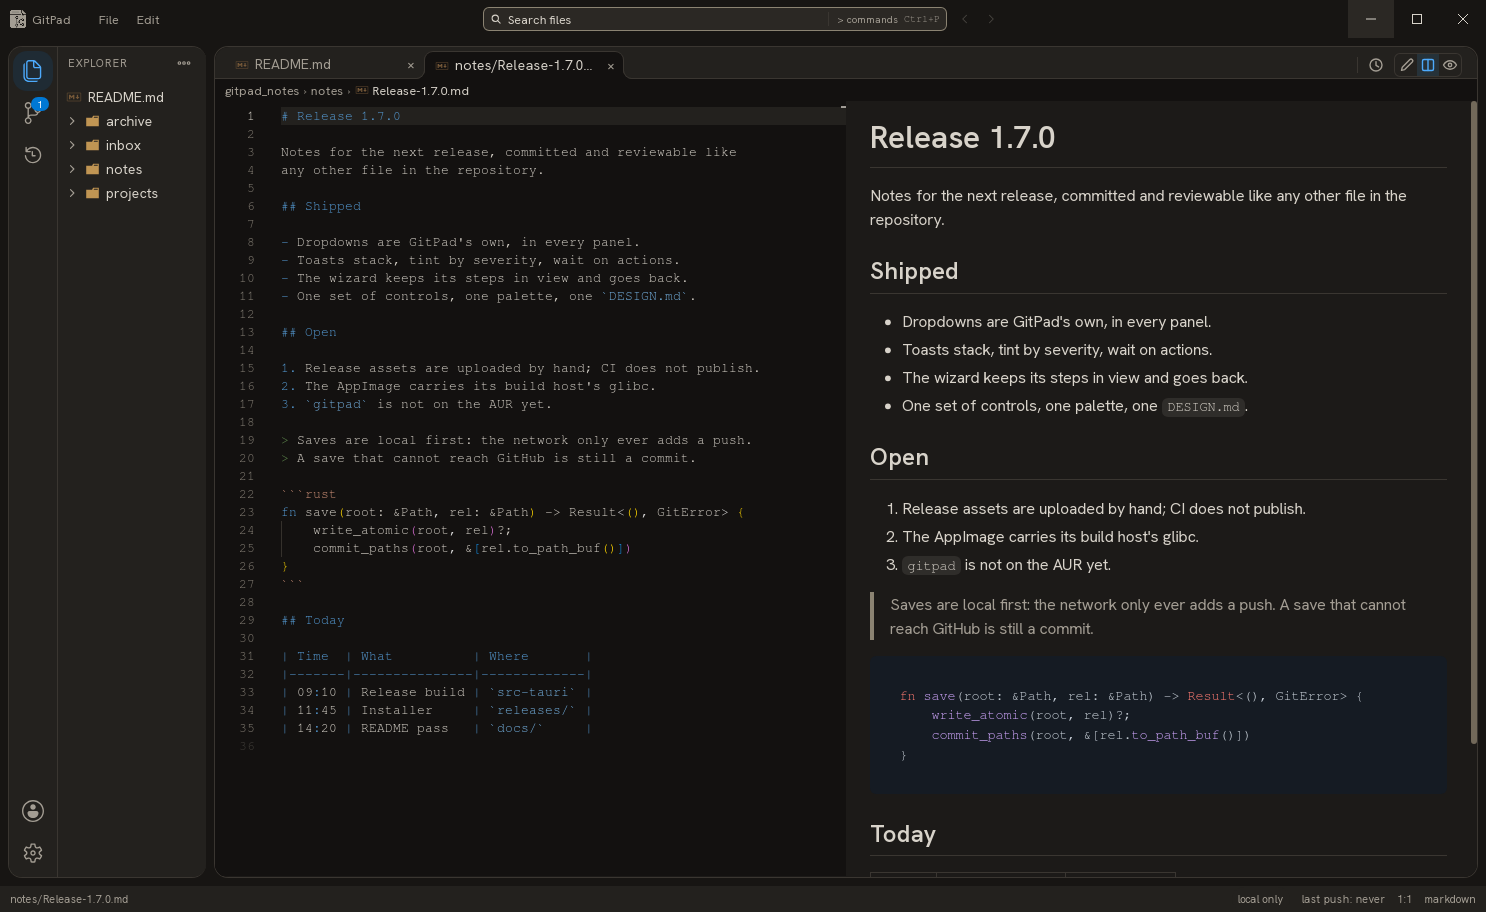 GitPad File Edit Search files > commands Ctrl+P
EXPLORER •••
README.md
archive
inbox
notes
projects
1
README.md × notes/Release-1.7.0... ×
gitpad_notes › notes › Release-1.7.0.md
1 # Release 1.7.0
2
3 Notes for the next release, committed and reviewable like
4 any other file in the repository.
5
6 ## Shipped
7
8 - Dropdowns are GitPad's own, in every panel.
9 - Toasts stack, tint by severity, wait on actions.
10 - The wizard keeps its steps in view and goes back.
11 - One set of controls, one palette, one `DESIGN.md`.
12
13 ## Open
14
15 1. Release assets are uploaded by hand; CI does not publish.
16 2. The AppImage carries its build host's glibc.
17 3. `gitpad` is not on the AUR yet.
18
19 > Saves are local first: the network only ever adds a push.
20 > A save that cannot reach GitHub is still a commit.
21
22 ```rust
23 fn save(root: &Path, rel: &Path) -> Result<(), GitError> {
24     write_atomic(root, rel)?;
25     commit_paths(root, &[rel.to_path_buf()])
26 }
27 ```
28
29 ## Today
30
31 | Time  | What          | Where       |
32 |-------|---------------|-------------|
33 | 09:10 | Release build | `src-tauri` |
34 | 11:45 | Installer     | `releases/` |
35 | 14:20 | README pass   | `docs/`     |
36
Release 1.7.0
Notes for the next release, committed and reviewable like any other file in the
repository.
Shipped
• Dropdowns are GitPad's own, in every panel.
• Toasts stack, tint by severity, wait on actions.
• The wizard keeps its steps in view and goes back.
• One set of controls, one palette, one DESIGN.md.
Open
1. Release assets are uploaded by hand; CI does not publish.
2. The AppImage carries its build host's glibc.
3. gitpad is not on the AUR yet.
Saves are local first: the network only ever adds a push. A save that cannot
reach GitHub is still a commit.
fn save(root: &Path, rel: &Path) -> Result<(), GitError> {
    write_atomic(root, rel)?;
    commit_paths(root, &[rel.to_path_buf()])
}
Today
notes/Release-1.7.0.md local only last push: never 1:1 markdown